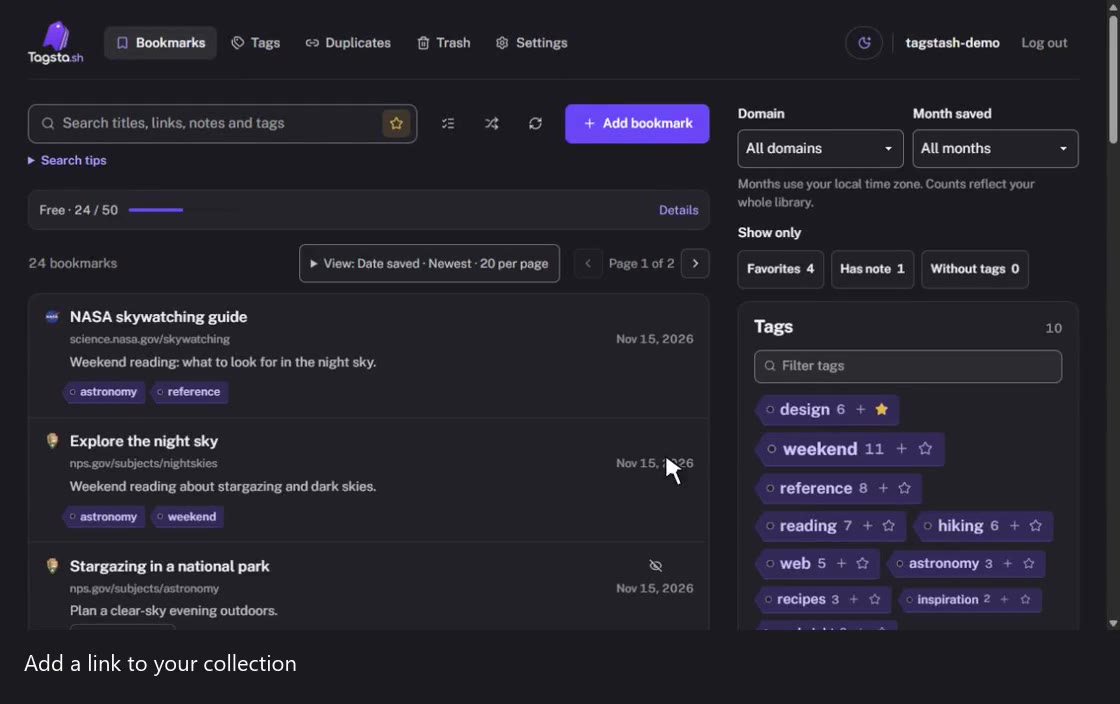 Tagsta.sh
Bookmarks
Tags
Duplicates
Trash
Settings
tagstash-demo
Log out
Search titles, links, notes and tags
+ Add bookmark
Search tips
Free · 24 / 50
Details
24 bookmarks
View: Date saved · Newest · 20 per page
Page 1 of 2
NASA skywatching guide
science.nasa.gov/skywatching
Nov 15, 2026
Weekend reading: what to look for in the night sky.
astronomy
reference
Explore the night sky
nps.gov/subjects/nightskies
Nov 15, 2026
Weekend reading about stargazing and dark skies.
astronomy
weekend
Stargazing in a national park
nps.gov/subjects/astronomy
Nov 15, 2026
Plan a clear-sky evening outdoors.
Domain
Month saved
All domains
All months
Months use your local time zone. Counts reflect your
whole library.
Show only
Favorites 4
Has note 1
Without tags 0
Tags
10
Filter tags
design 6 +
weekend 11 +
reference 8 +
reading 7 +
hiking 6 +
web 5 +
astronomy 3 +
recipes 3 +
inspiration 2 +
Add a link to your collection